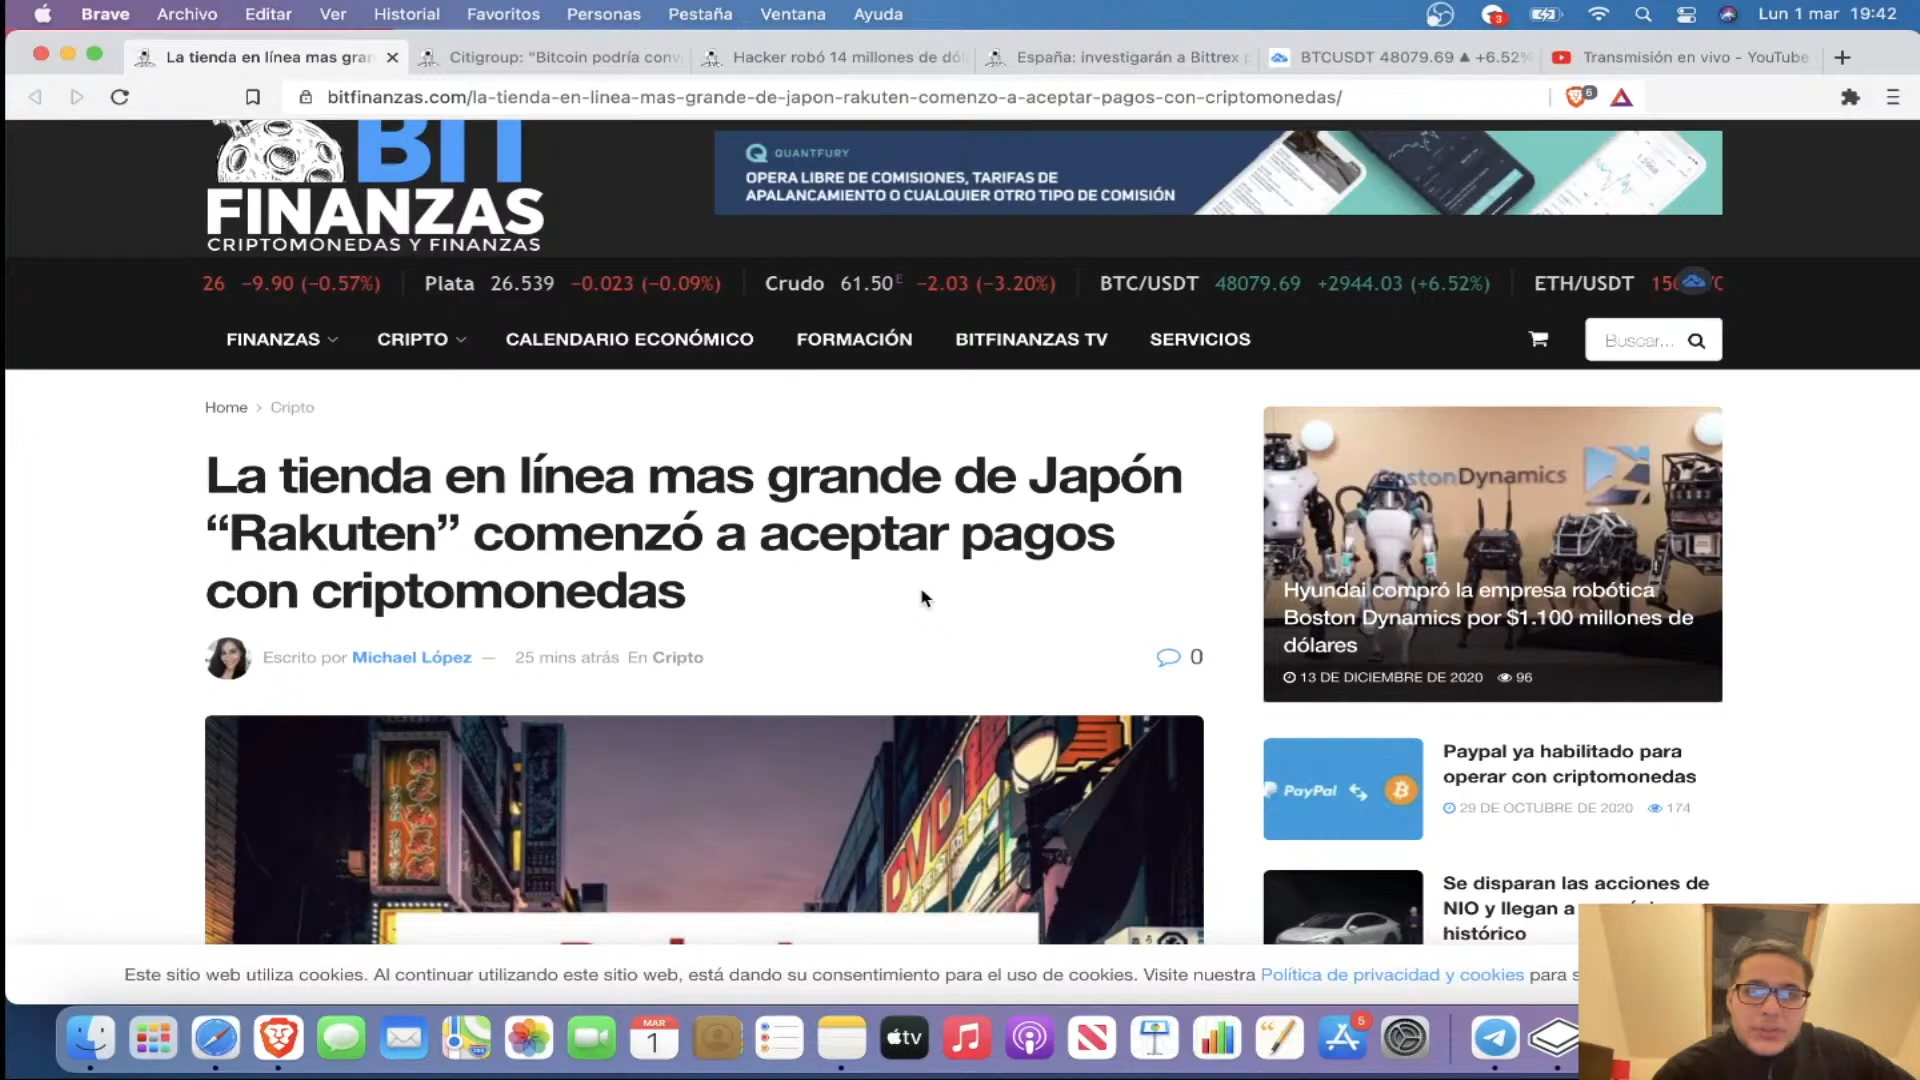 Brave Archivo Editar Ver Historial Favoritos Personas Pestaña Ventana Ayuda 3 Lun 1 mar 19:42
La tienda en línea mas gran Citigroup: "Bitcoin podría conv Hacker robó 14 millones de dól España: investigarán a Bittrex p BTCUSDT 48079.69 ▲ +6.52% Transmisión en vivo - YouTube
bitfinanzas.com/la-tienda-en-linea-mas-grande-de-japon-rakuten-comenzo-a-aceptar-pagos-con-criptomonedas/ 6
BIT
FINANZAS
CRIPTOMONEDAS Y FINANZAS
QUANTFURY
OPERA LIBRE DE COMISIONES, TARIFAS DE
APALANCAMIENTO O CUALQUIER OTRO TIPO DE COMISIÓN
26 −9.90 (−0.57%) Plata 26.539 −0.023 (−0.09%) Crudo 61.50 E −2.03 (−3.20%) BTC/USDT 48079.69 +2944.03 (+6.52%) ETH/USDT
FINANZAS CRIPTO CALENDARIO ECONÓMICO FORMACIÓN BITFINANZAS TV SERVICIOS Buscar...
Home > Cripto
La tienda en línea mas grande de Japón
“Rakuten” comenzó a aceptar pagos
con criptomonedas
Escrito por Michael López — 25 mins atrás En Cripto 0
BostonDynamics
Hyundai compró la empresa robótica
Boston Dynamics por $1.100 millones de
dólares
13 DE DICIEMBRE DE 2020 96
PayPal
Paypal ya habilitado para
operar con criptomonedas
29 DE OCTUBRE DE 2020 174
DVD
Se disparan las acciones de
NIO y llegan a
histórico
Este sitio web utiliza cookies. Al continuar utilizando este sitio web, está dando su consentimiento para el uso de cookies. Visite nuestra Política de privacidad y cookies para
MAR
1
tv
5